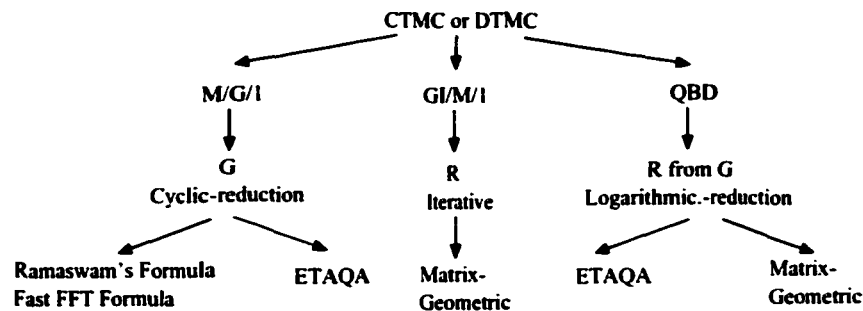 CTMC or DTMC
M/G/1
GI/M/1
QBD
G
Cyclic-reduction
R
Iterative
R from G
Logarithmic.-reduction
Ramaswam's Formula
Fast FFT Formula
ETAQA
Matrix-
Geometric
ETAQA
Matrix-
Geometric